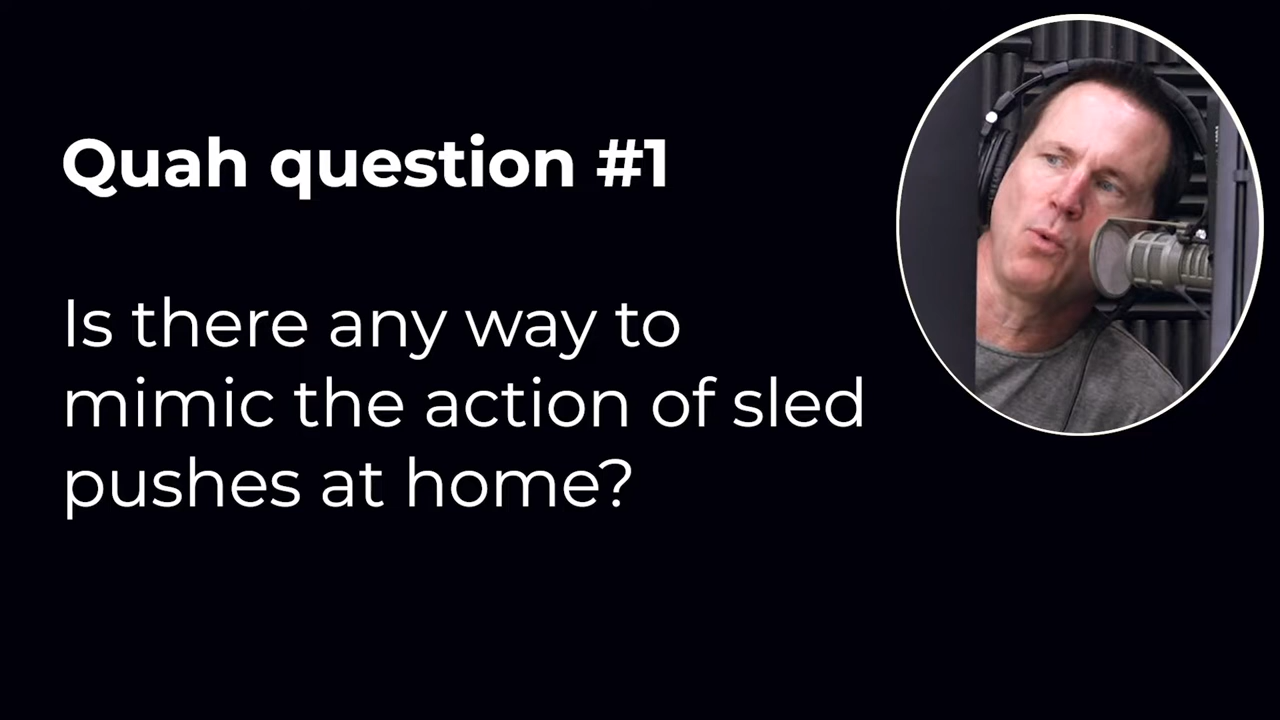 Quah question #1
Is there any way to
mimic the action of sled
pushes at home?